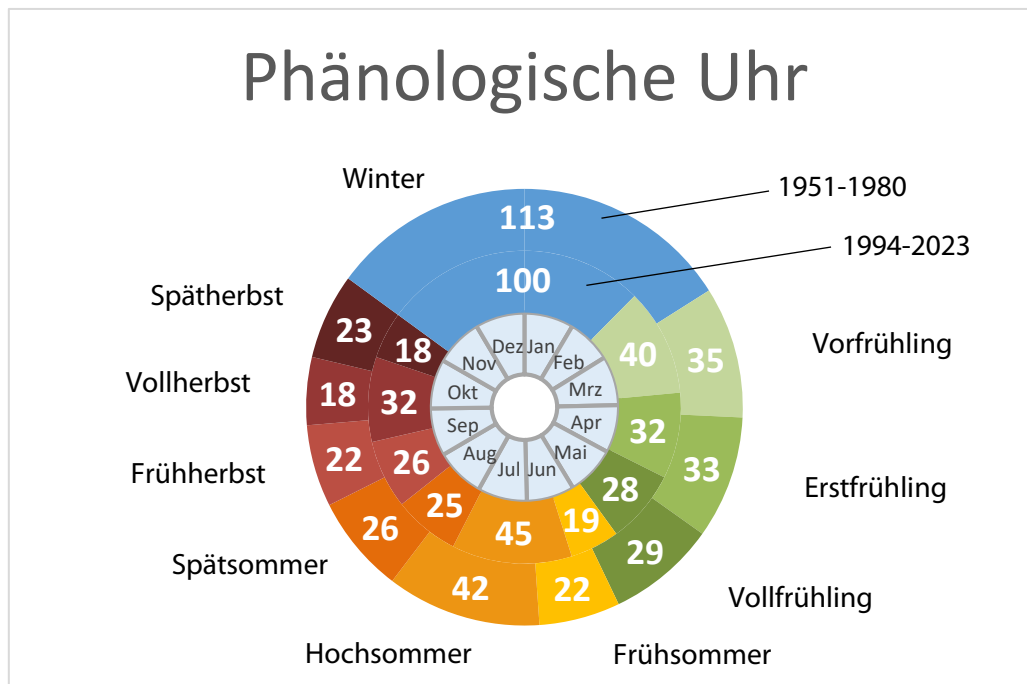 Phänologische Uhr
Winter
1951-1980
1994-2023
113
100
Spätherbst
23
18
Vorfrühling
40
35
Vollherbst
18
32
Erstfrühling
32
33
Frühherbst
22
26
Vollfrühling
28
29
Spätsommer
26
25
Hochsommer
42
45
Frühsommer
19
22
Jan
Feb
Mrz
Apr
Mai
Jun
Jul
Aug
Sep
Okt
Nov
Dez